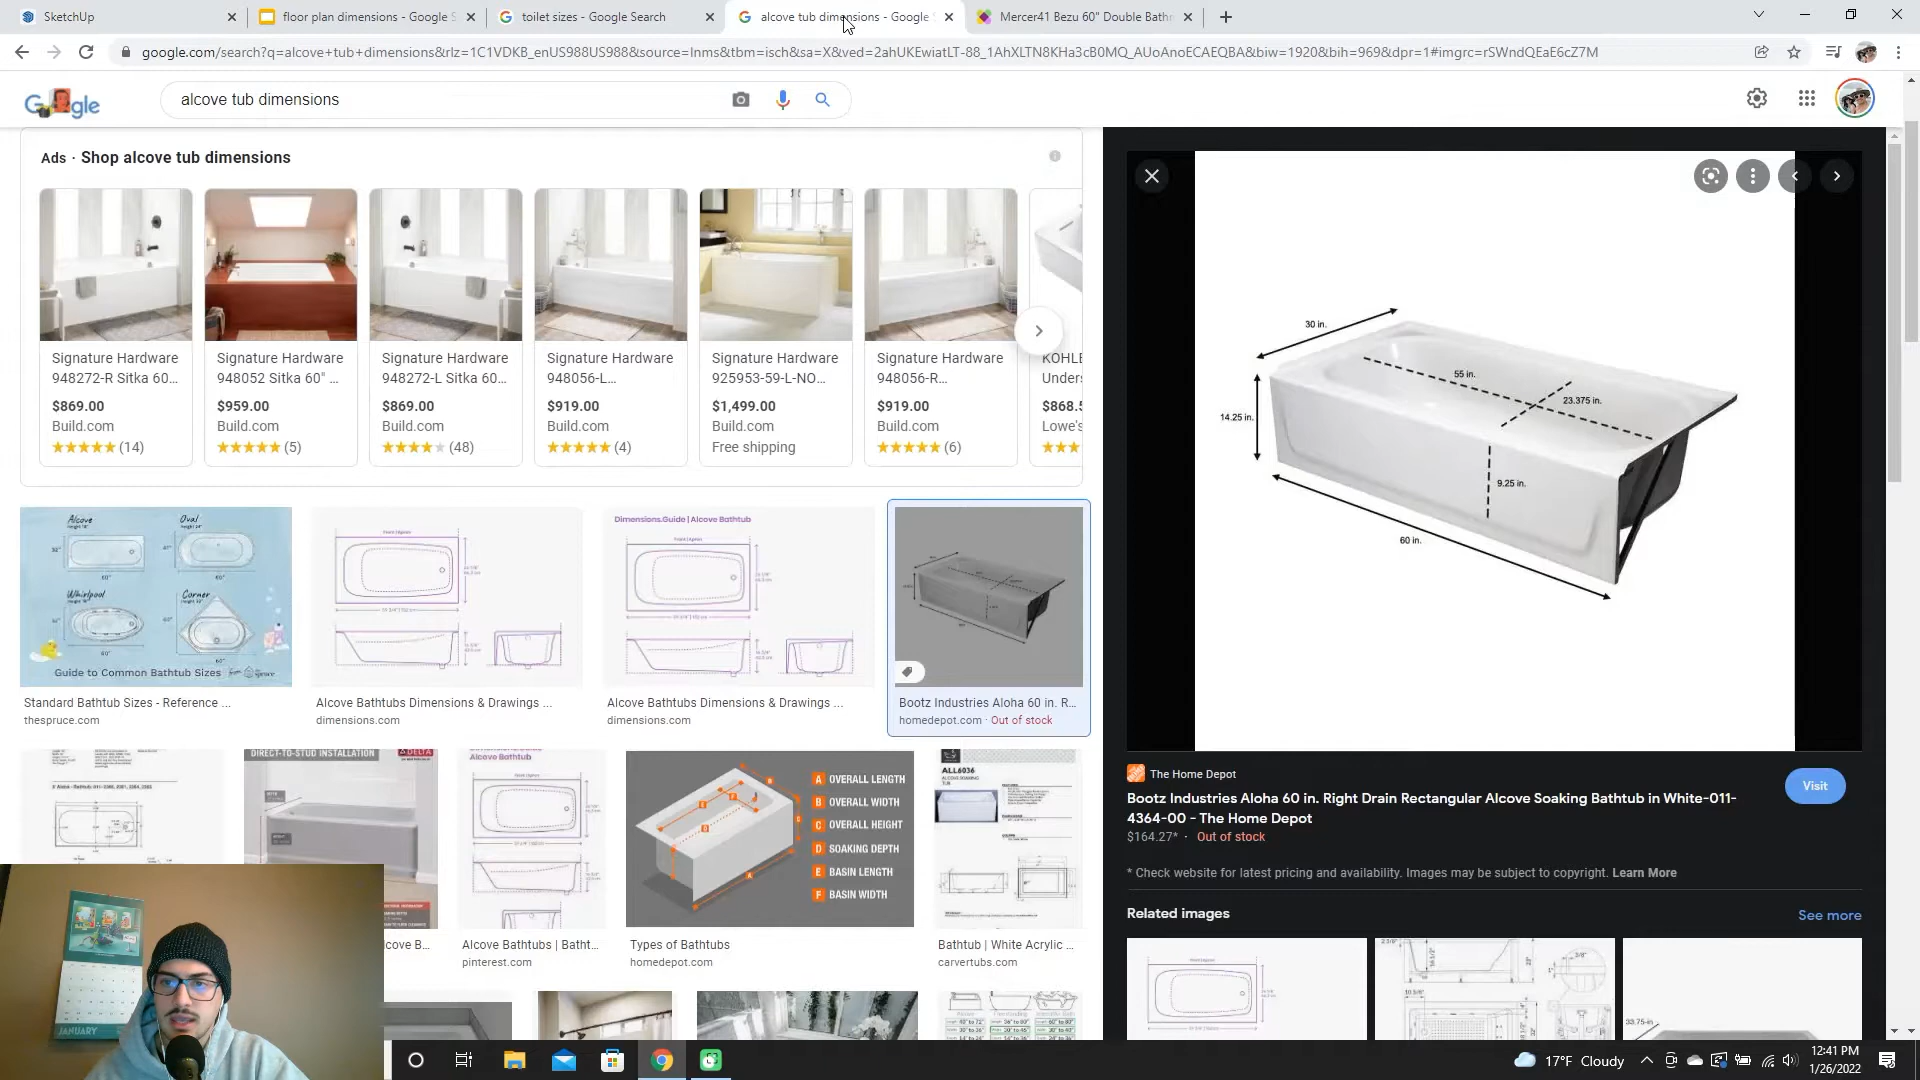 SketchUp
floor plan dimensions - Google S
toilet sizes - Google Search
alcove tub dimensions - Google S
Mercer41 Bezu 60" Double Bathr
google.com/search?q=alcove+tub+dimensions&rlz=1C1VDKB_enUS988US988&source=lnms&tbm=isch&sa=X&ved=2ahUKEwiatLT-88_1AhXLTN8KHa3cB0MQ_AUoAnoECAEQBA&biw=1920&bih=969&dpr=1#imgrc=rSWndQEaE6cZ7M
alcove tub dimensions
Ads · Shop alcove tub dimensions
Signature Hardware
948272-R Sitka 60...
$869.00
Build.com
(14)
Signature Hardware
948052 Sitka 60" ...
$959.00
Build.com
(5)
Signature Hardware
948272-L Sitka 60...
$869.00
Build.com
(48)
Signature Hardware
948056-L...
$919.00
Build.com
(4)
Signature Hardware
925953-59-L-NO...
$1,499.00
Build.com
Free shipping
Signature Hardware
948056-R...
$919.00
Build.com
(6)
KOHLE
Unders
$868.5
Lowe's
30 in.
55 in.
23.375 in.
14.25 in.
9.25 in.
60 in.
Alcove
Oval
Whirlpool
Corner
Guide to Common Bathtub Sizes
Dimensions.Guide | Alcove Bathtub
Standard Bathtub Sizes - Reference ...
thespruce.com
Alcove Bathtubs Dimensions & Drawings ...
dimensions.com
Alcove Bathtubs Dimensions & Drawings ...
dimensions.com
Bootz Industries Aloha 60 in. R...
homedepot.com · Out of stock
DIRECT-TO-STUD INSTALLATION
DELTA
Alcove Bathtub
A OVERALL LENGTH
B OVERALL WIDTH
C OVERALL HEIGHT
D SOAKING DEPTH
E BASIN LENGTH
F BASIN WIDTH
ALL6036
lcove B...
Alcove Bathtubs | Batht...
pinterest.com
Types of Bathtubs
homedepot.com
Bathtub | White Acrylic ...
carvertubs.com
The Home Depot
Bootz Industries Aloha 60 in. Right Drain Rectangular Alcove Soaking Bathtub in White-011-
4364-00 - The Home Depot
$164.27* · Out of stock
Visit
* Check website for latest pricing and availability. Images may be subject to copyright. Learn More
Related images
See more
33.75-in
JANUARY
17°F Cloudy
12:41 PM
1/26/2022